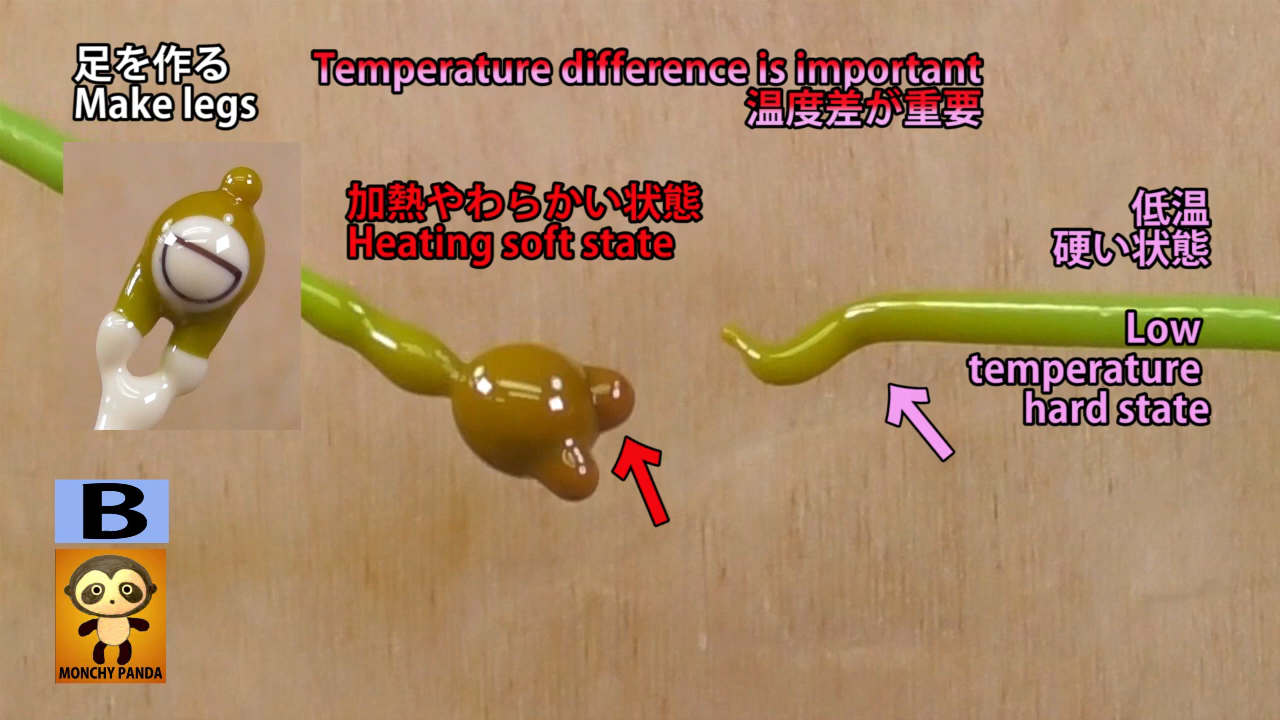 足を作る
Make legs
Temperature difference is important
温度差が重要
加熱やわらかい状態
Heating soft state
低温
硬い状態
Low
temperature
hard state
B
MONCHY PANDA